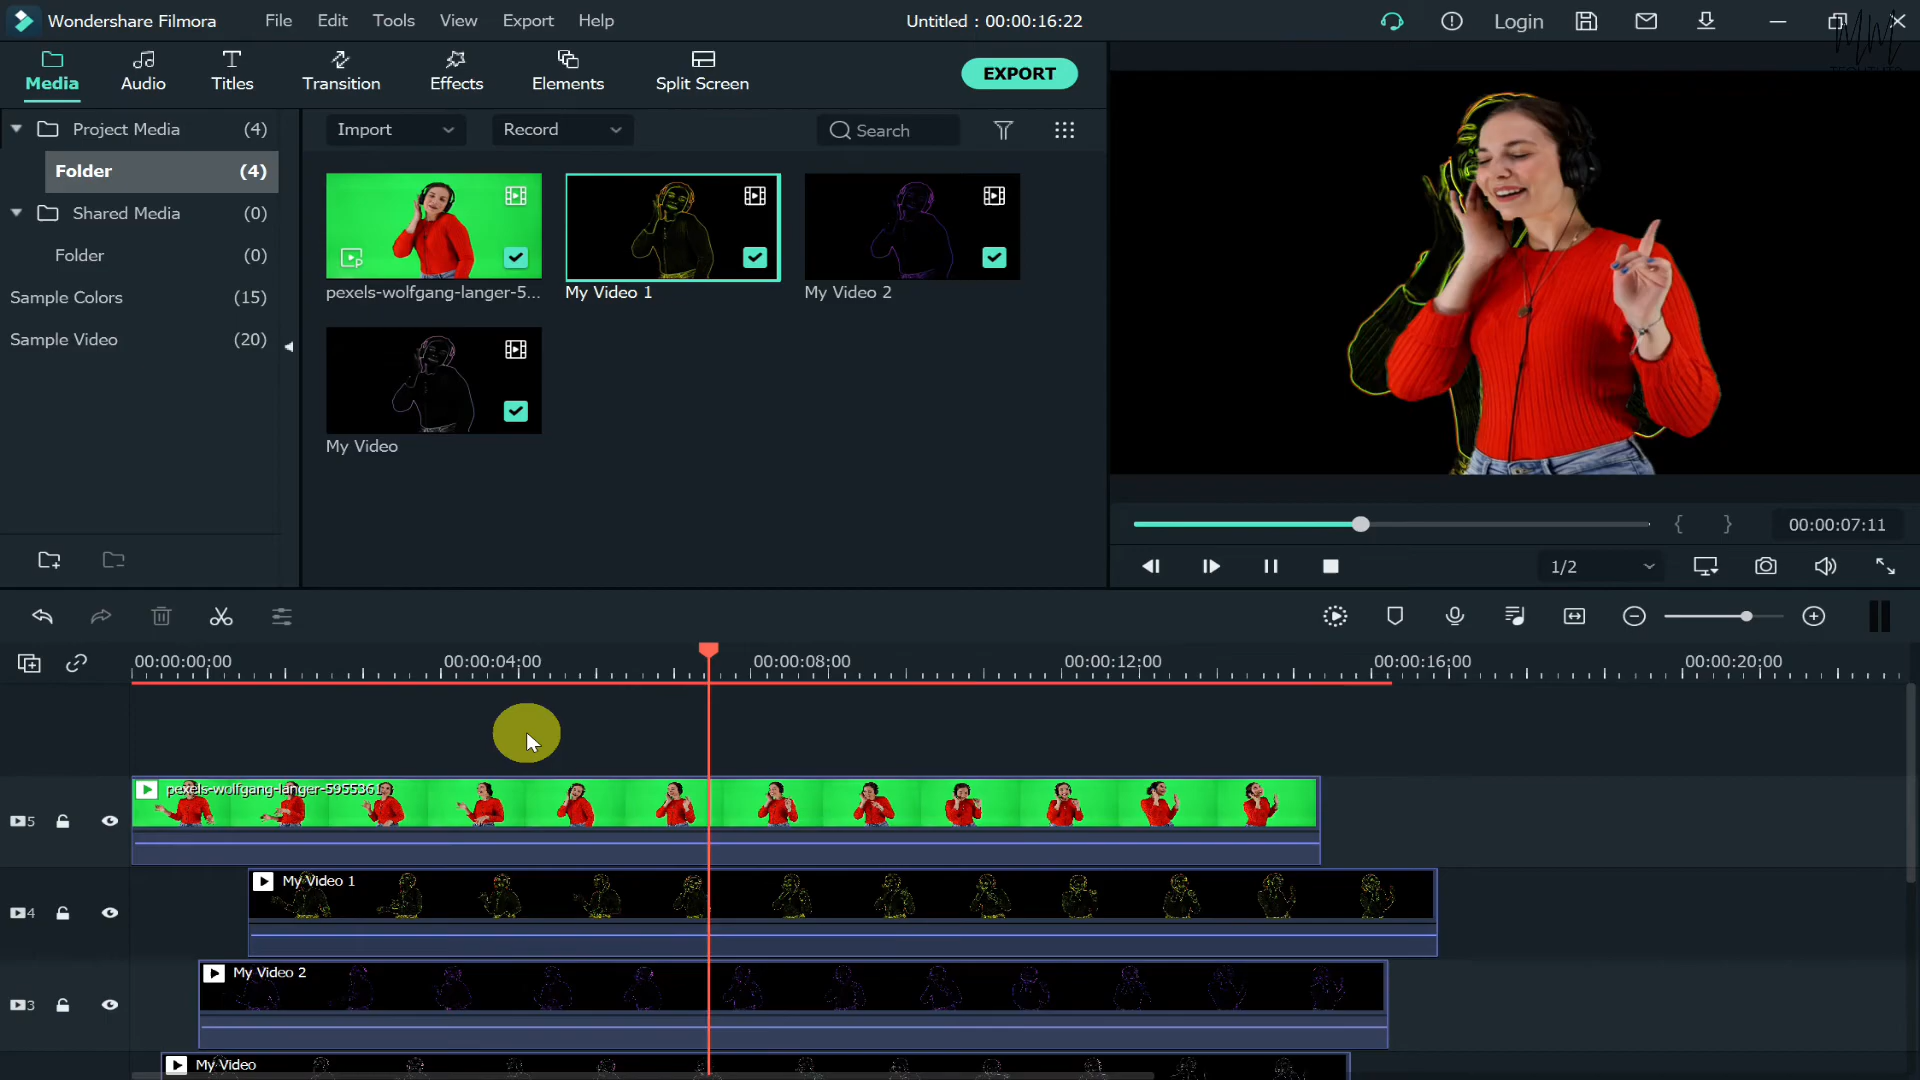 Wondershare Filmora File Edit Tools View Export Help Untitled : 00:00:16:22 Login
Media Audio Titles Transition Effects Elements Split Screen EXPORT
Project Media (4)
Folder (4)
Shared Media (0)
Folder (0)
Sample Colors (15)
Sample Video (20)
Import Record Search
pexels-wolfgang-langer-5... My Video 1 My Video 2
My Video
{ } 00:00:07:11
1/2
00:00:00:00 00:00:04:00 00:00:08:00 00:00:12:00 00:00:16:00 00:00:20:00
pexels-wolfgang-langer-5955361
5
My Video 1
4
My Video 2
3
My Video